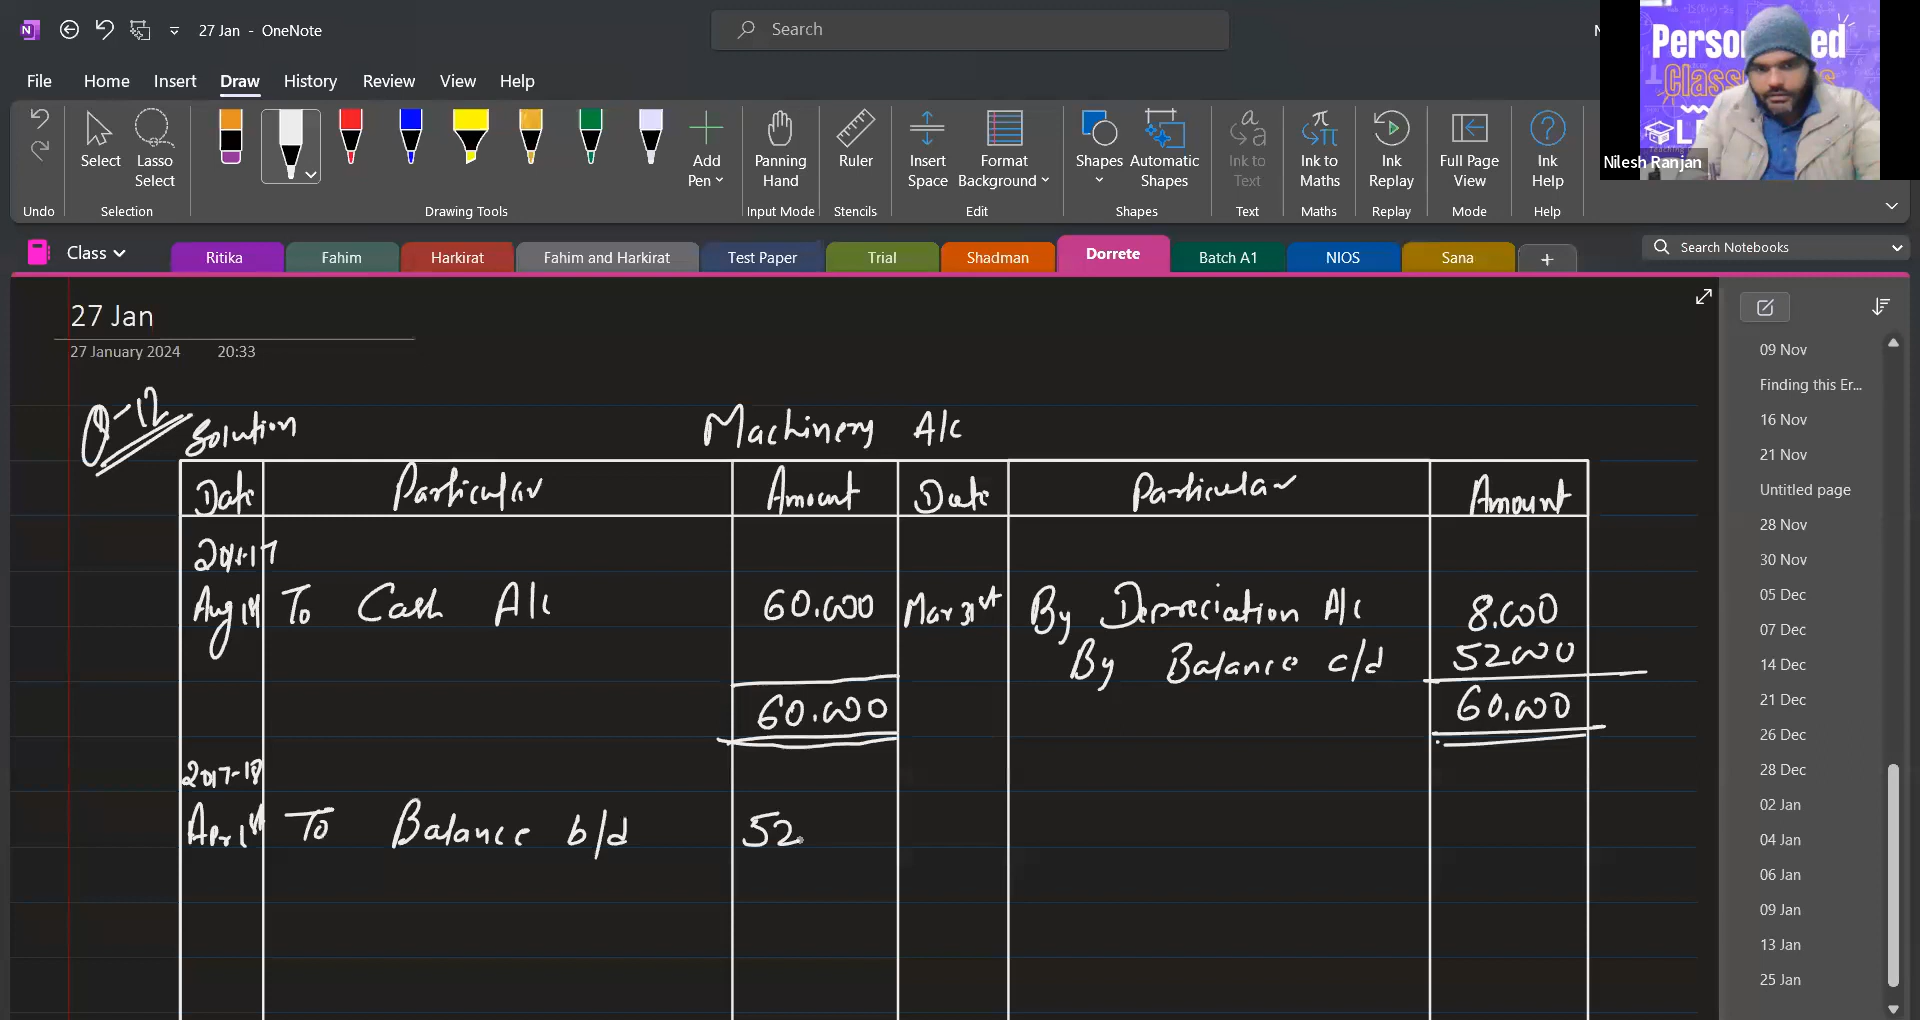 27 Jan - OneNote
Search
File Home Insert Draw History Review View Help
Undo
Select
Lasso Select
Selection
Drawing Tools
Add Pen
Panning Hand
Input Mode
Ruler
Stencils
Insert Space
Format Background
Edit
Shapes
Automatic Shapes
Shapes
Ink to Text
Text
Ink to Maths
Maths
Ink Replay
Replay
Full Page View
Mode
Ink Help
Help
Nilesh Ranjan
Class
Ritika Fahim Harkirat Fahim and Harkirat Test Paper Trial Shadman Dorrete Batch A1 NIOS Sana +
Search Notebooks
27 Jan
27 January 2024 20:33
Q-12 Solution Machinery A/c
Date Particular Amount Date Particular Amount
Aug 1st To Cash A/c 60,000 Mar 31st By Depreciation A/c 8,000
By Balance c/d 52000
60,000 60,000
2017-18
Apr 1st To Balance b/d 52
09 Nov
Finding this Er...
16 Nov
21 Nov
Untitled page
28 Nov
30 Nov
05 Dec
07 Dec
14 Dec
21 Dec
26 Dec
28 Dec
02 Jan
04 Jan
06 Jan
09 Jan
13 Jan
25 Jan